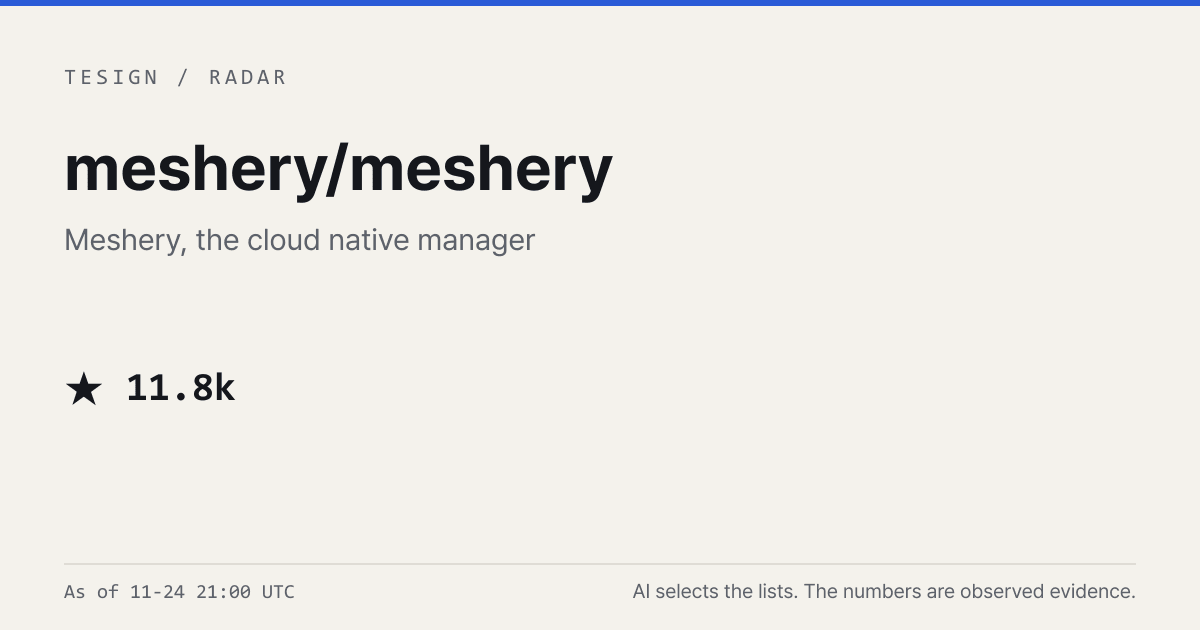 TESIGN / RADAR
meshery/meshery
Meshery, the cloud native manager
★ 11.8k
As of 11-24 21:00 UTC
AI selects the lists. The numbers are observed evidence.